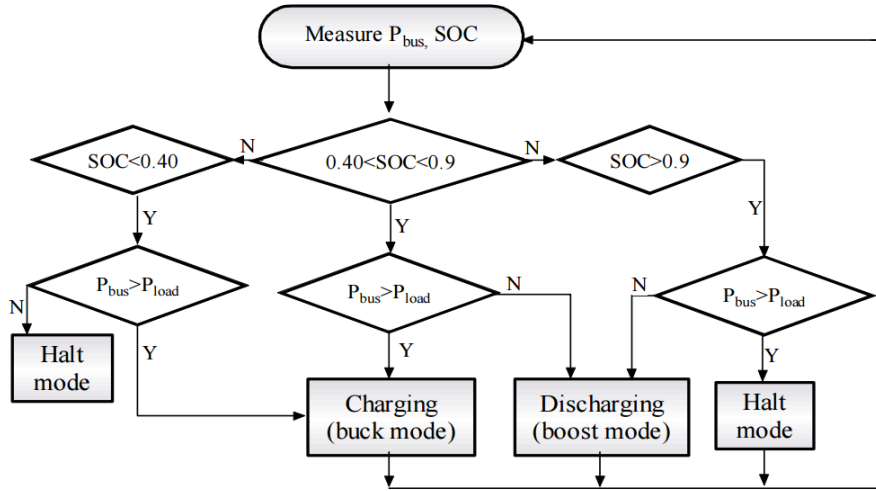 Measure P_bus, SOC
N
N
SOC<0.40
0.40<SOC<0.9
SOC>0.9
Y
Y
Y
P_bus>P_load
P_bus>P_load
P_bus>P_load
N
N
N
Y
Y
Y
Halt
mode
Charging
(buck mode)
Discharging
(boost mode)
Halt
mode